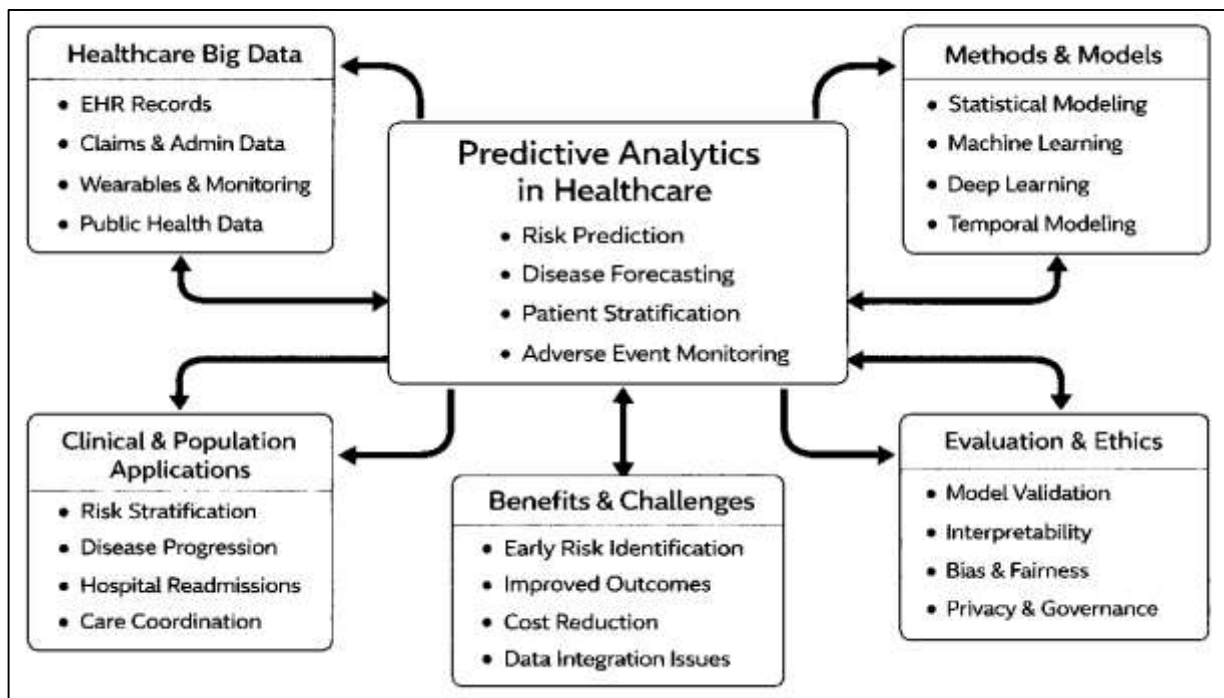 Healthcare Big Data
• EHR Records
• Claims & Admin Data
• Wearables & Monitoring
• Public Health Data
Methods & Models
• Statistical Modeling
• Machine Learning
• Deep Learning
• Temporal Modeling
Predictive Analytics
in Healthcare
• Risk Prediction
• Disease Forecasting
• Patient Stratification
• Adverse Event Monitoring
Clinical & Population
Applications
• Risk Stratification
• Disease Progression
• Hospital Readmissions
• Care Coordination
Benefits & Challenges
• Early Risk Identification
• Improved Outcomes
• Cost Reduction
• Data Integration Issues
Evaluation & Ethics
• Model Validation
• Interpretability
• Bias & Fairness
• Privacy & Governance